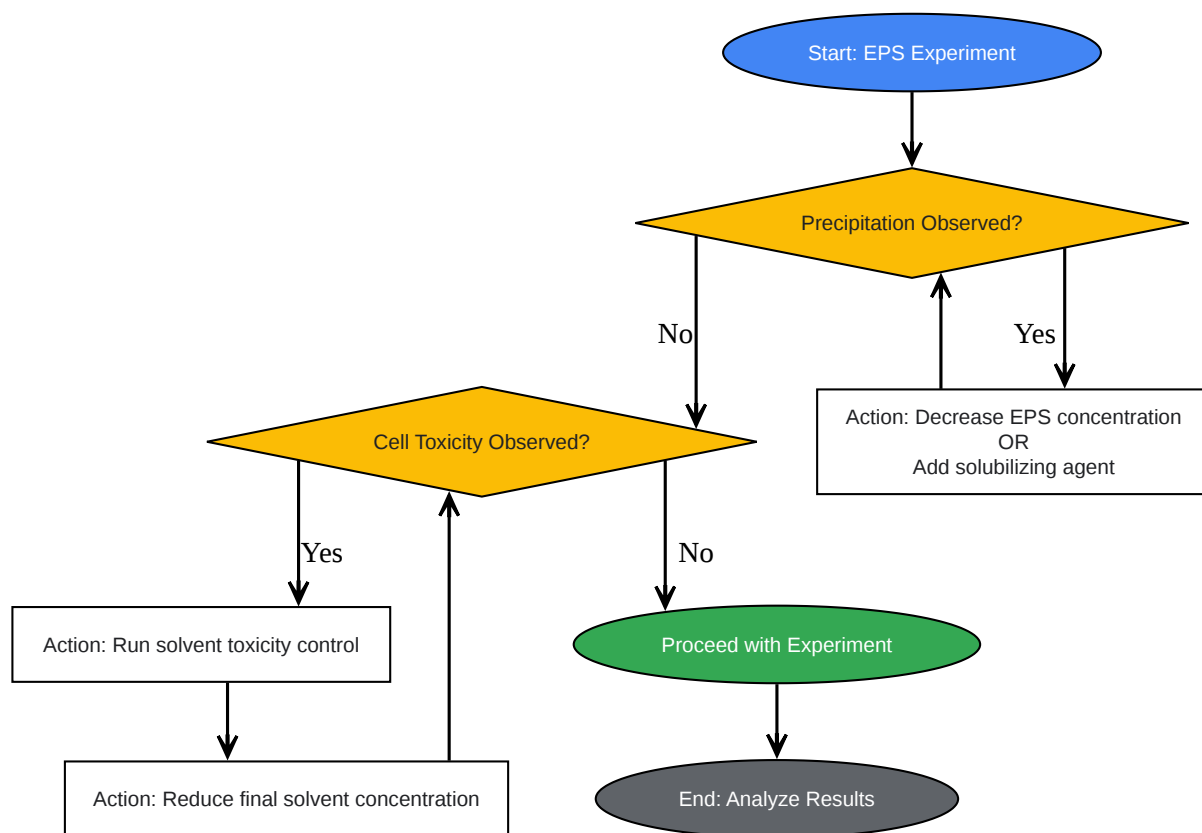 Start: EPS Experiment
Precipitation Observed?
No
Yes
Action: Decrease EPS concentration
OR
Add solubilizing agent
Cell Toxicity Observed?
Yes
No
Action: Run solvent toxicity control
Proceed with Experiment
Action: Reduce final solvent concentration
End: Analyze Results